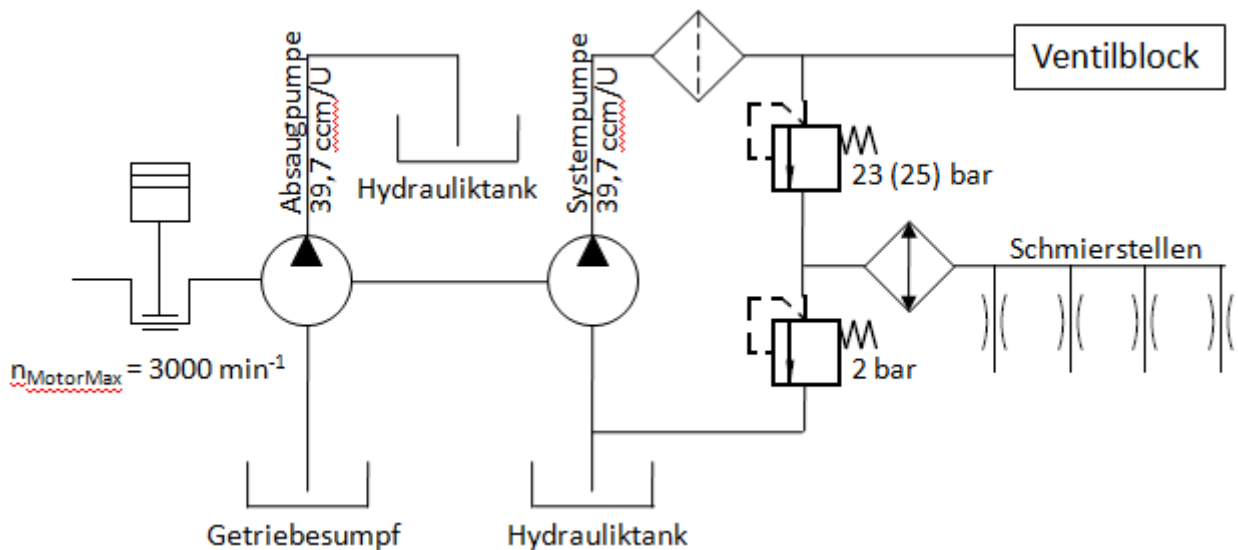 Absaugpumpe
39,7 ccm/U
Hydrauliktank
Systempumpe
39,7 ccm/U
Ventilblock
23 (25) bar
Schmierstellen
2 bar
nMotorMax = 3000 min-1
Getriebesumpf
Hydrauliktank